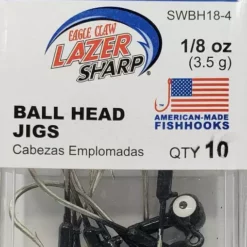 SWBH18-4
EAGLE CLAW
LAZER
SHARP
1/8 oz
(3.5 g)
BALL HEAD
JIGS
Cabezas Emplomadas
AMERICAN-MADE
FISHHOOKS
QTY 10